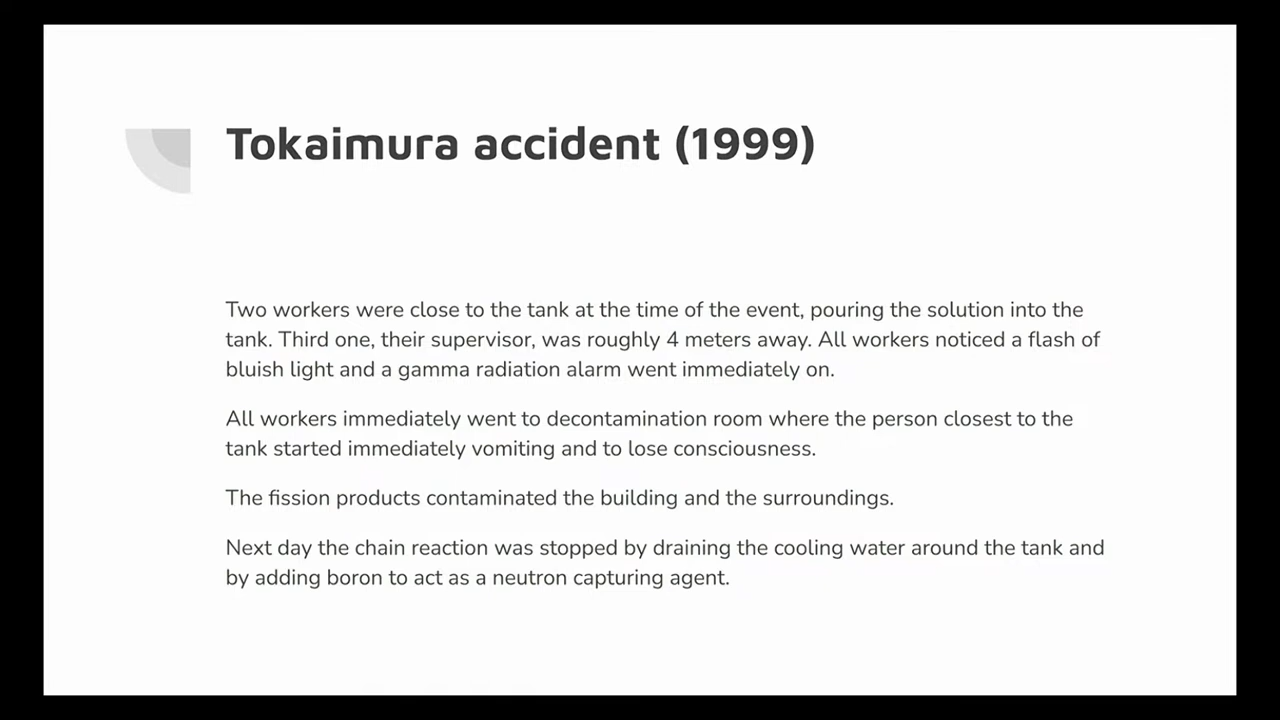 Tokaimura accident (1999)
Two workers were close to the tank at the time of the event, pouring the solution into the
tank. Third one, their supervisor, was roughly 4 meters away. All workers noticed a flash of
bluish light and a gamma radiation alarm went immediately on.
All workers immediately went to decontamination room where the person closest to the
tank started immediately vomiting and to lose consciousness.
The fission products contaminated the building and the surroundings.
Next day the chain reaction was stopped by draining the cooling water around the tank and
by adding boron to act as a neutron capturing agent.